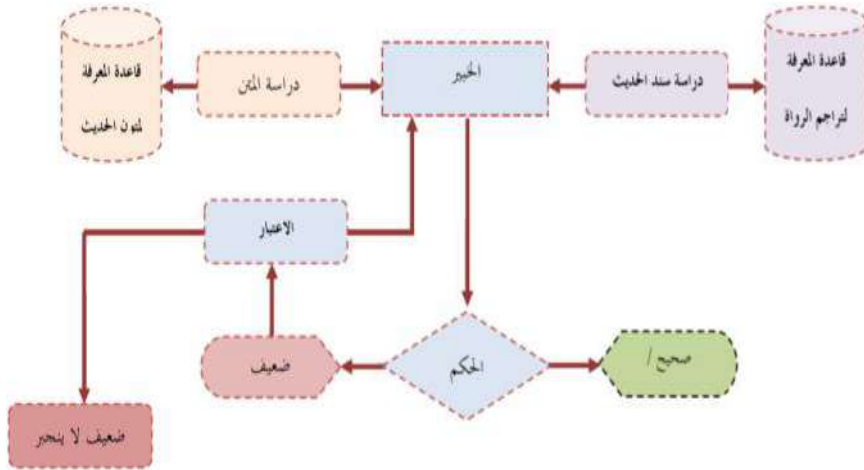 قاعدة المعرفة
لتراجم الرواة
دراسة سند الحديث
الخبير
دراسة المتن
قاعدة المعرفة
لمتون الحديث
الاعتبار
صحيح /
الحكم
ضعيف
ضعيف لا ينجبر